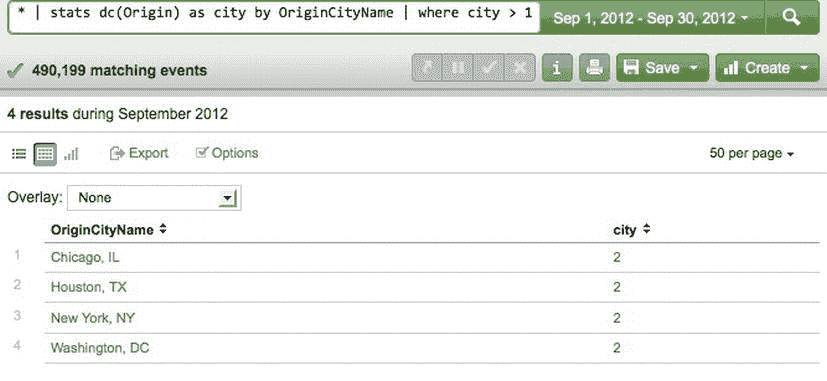 * | stats dc(Origin) as city by OriginCityName | where city > 1
Sep 1, 2012 - Sep 30, 2012
490,199 matching events
i
Save
Create
4 results during September 2012
Export
Options
50 per page
Overlay: None
OriginCityName city
1 Chicago, IL 2
2 Houston, TX 2
3 New York, NY 2
4 Washington, DC 2